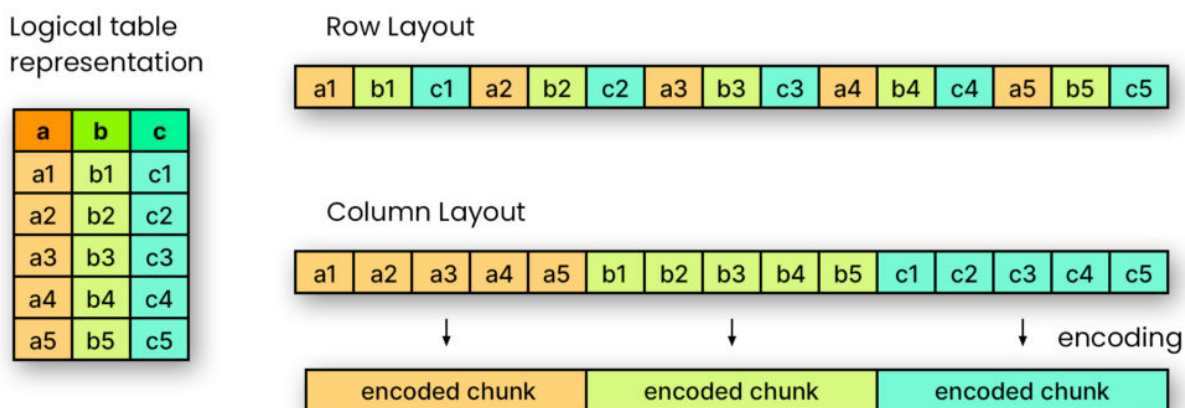 Logical table
representation
a b c
a1 b1 c1
a2 b2 c2
a3 b3 c3
a4 b4 c4
a5 b5 c5
Row Layout
a1 b1 c1 a2 b2 c2 a3 b3 c3 a4 b4 c4 a5 b5 c5
Column Layout
a1 a2 a3 a4 a5 b1 b2 b3 b4 b5 c1 c2 c3 c4 c5
encoding
encoded chunk encoded chunk encoded chunk